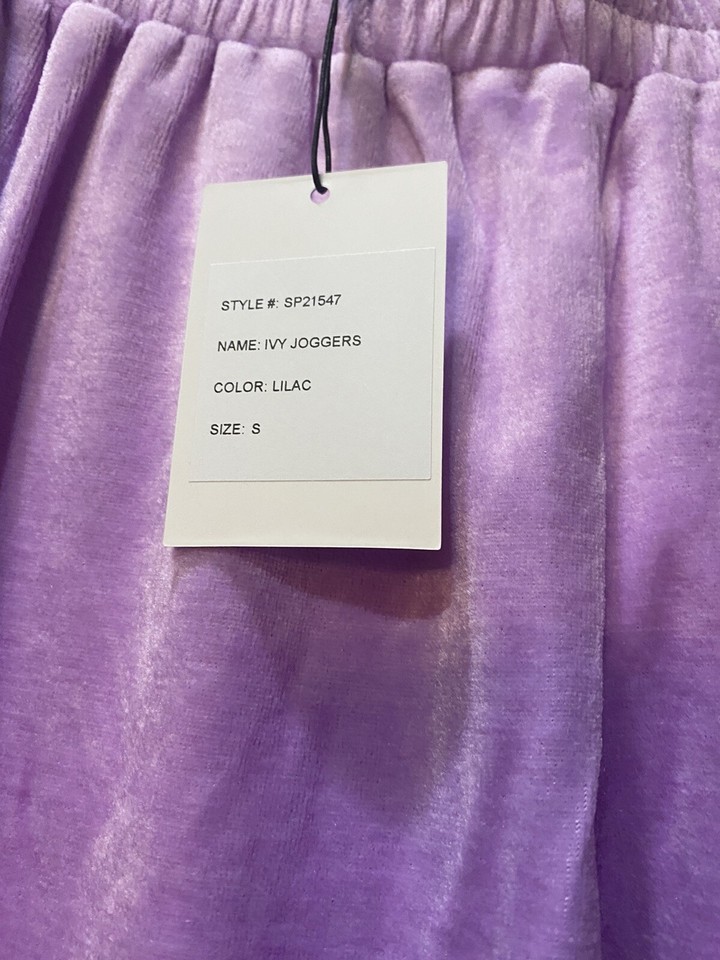 STYLE #: SP21547
NAME: IVY JOGGERS
COLOR: LILAC
SIZE: S